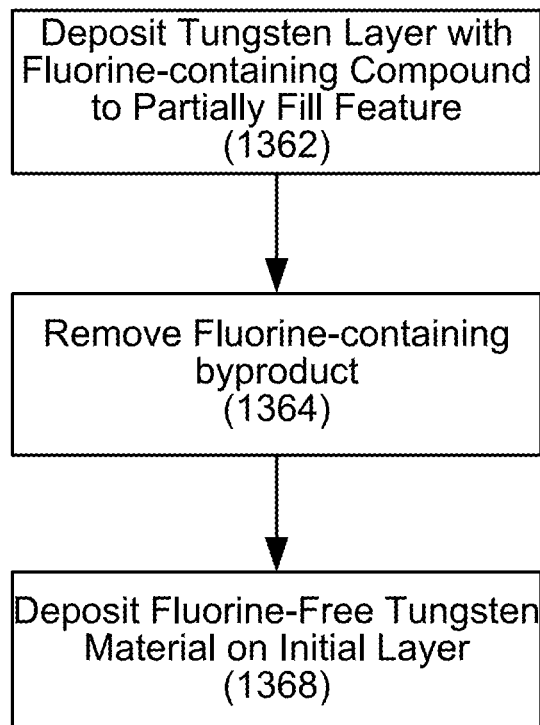 Deposit Tungsten Layer with
Fluorine-containing Compound
to Partially Fill Feature
(1362)
Remove Fluorine-containing
byproduct
(1364)
Deposit Fluorine-Free Tungsten
Material on Initial Layer
(1368)